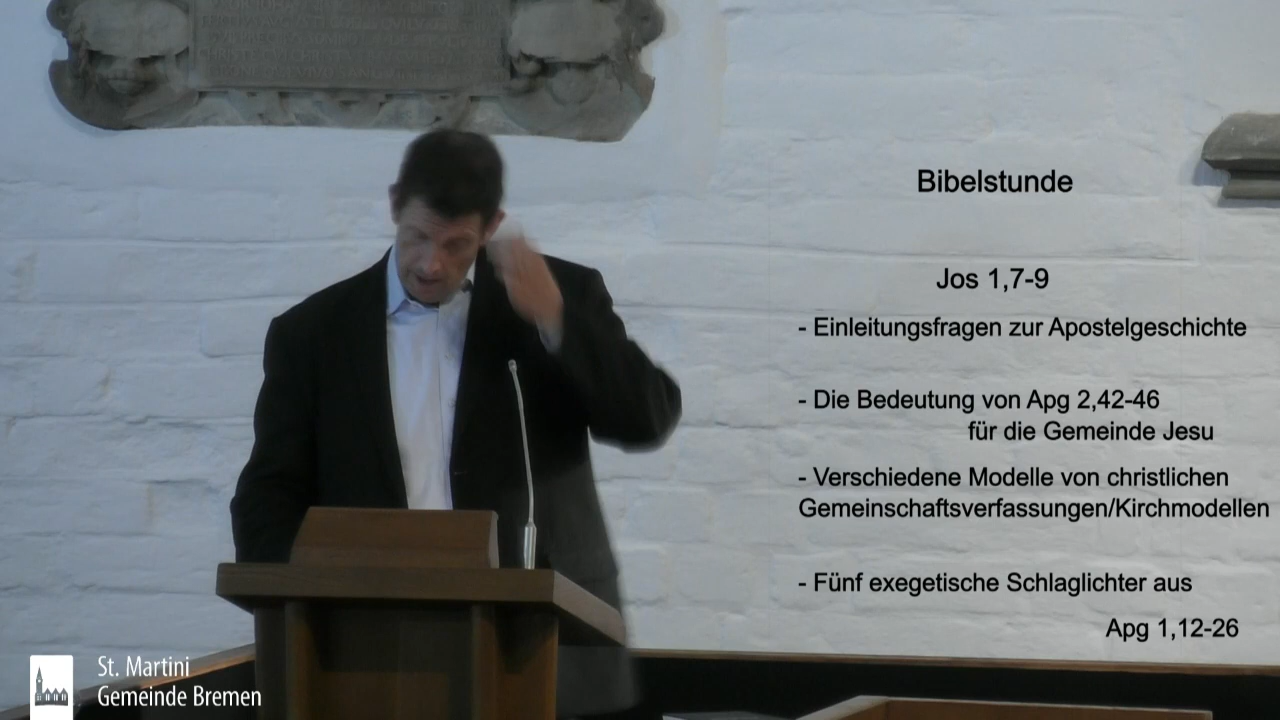 Bibelstunde
Jos 1,7-9
- Einleitungsfragen zur Apostelgeschichte
- Die Bedeutung von Apg 2,42-46
für die Gemeinde Jesu
- Verschiedene Modelle von christlichen
Gemeinschaftsverfassungen/Kirchmodellen
- Fünf exegetische Schlaglichter aus
Apg 1,12-26
St. Martini
Gemeinde Bremen